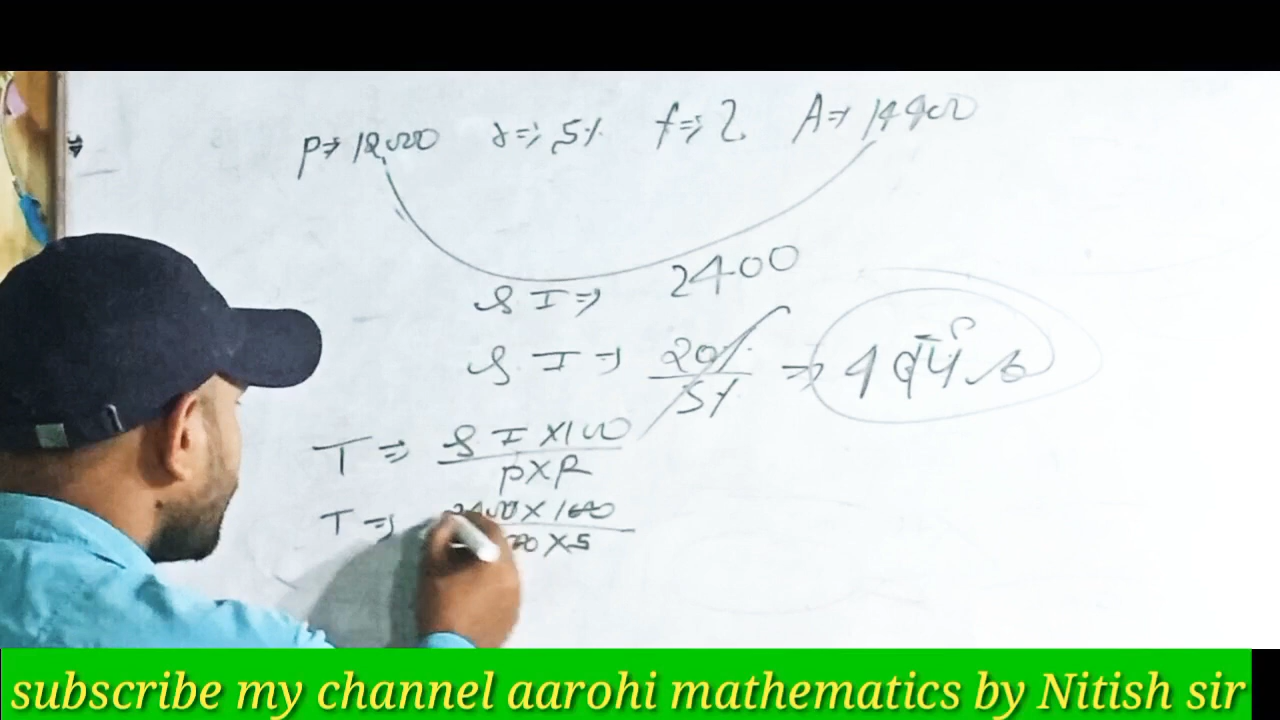 P⇒ 12000 r⇒ 5% t⇒ 2 A⇒ 14400
SI⇒ 2400
SI⇒ 20%/5% ⇒ 4 वर्ष
T⇒ SI×100/P×R
T⇒ 2400×100/ ×5
subscribe my channel aarohi mathematics by Nitish sir